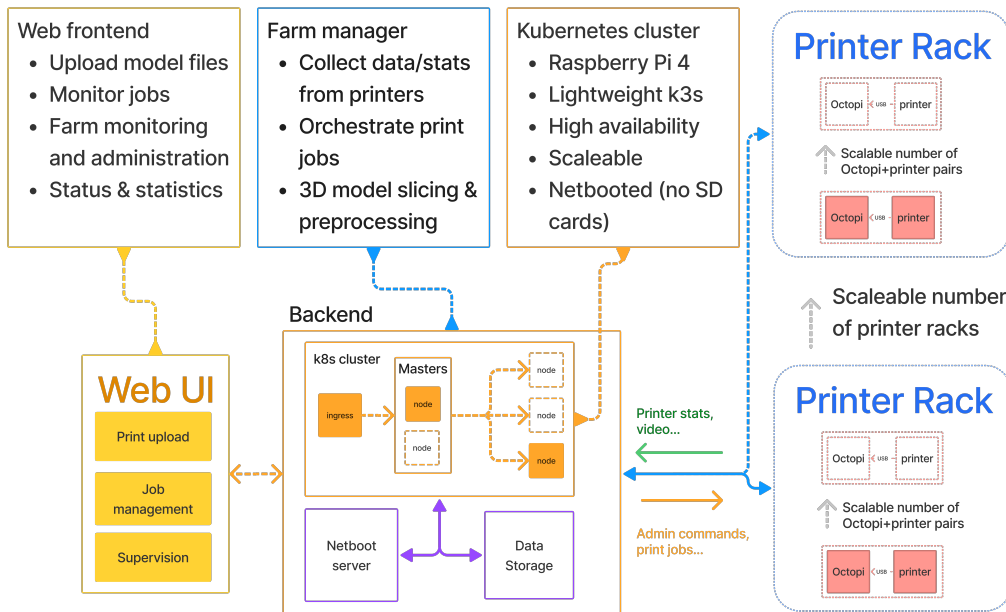 Web frontend
• Upload model files
• Monitor jobs
• Farm monitoring
and administration
• Status & statistics
Farm manager
• Collect data/stats
from printers
• Orchestrate print
jobs
• 3D model slicing &
preprocessing
Kubernetes cluster
• Raspberry Pi 4
• Lightweight k3s
• High availability
• Scaleable
• Netbooted (no SD
cards)
Printer Rack
Octopi
USB
printer
Scalable number of
Octopi+printer pairs
Octopi
USB
printer
Scaleable number
of printer racks
Printer Rack
Octopi
USB
printer
Scalable number of
Octopi+printer pairs
Octopi
USB
printer
Web UI
Print upload
Job
management
Supervision
Backend
k8s cluster
ingress
Masters
node
node
node
node
node
Netboot
server
Data
Storage
Printer stats,
video...
Admin commands,
print jobs...